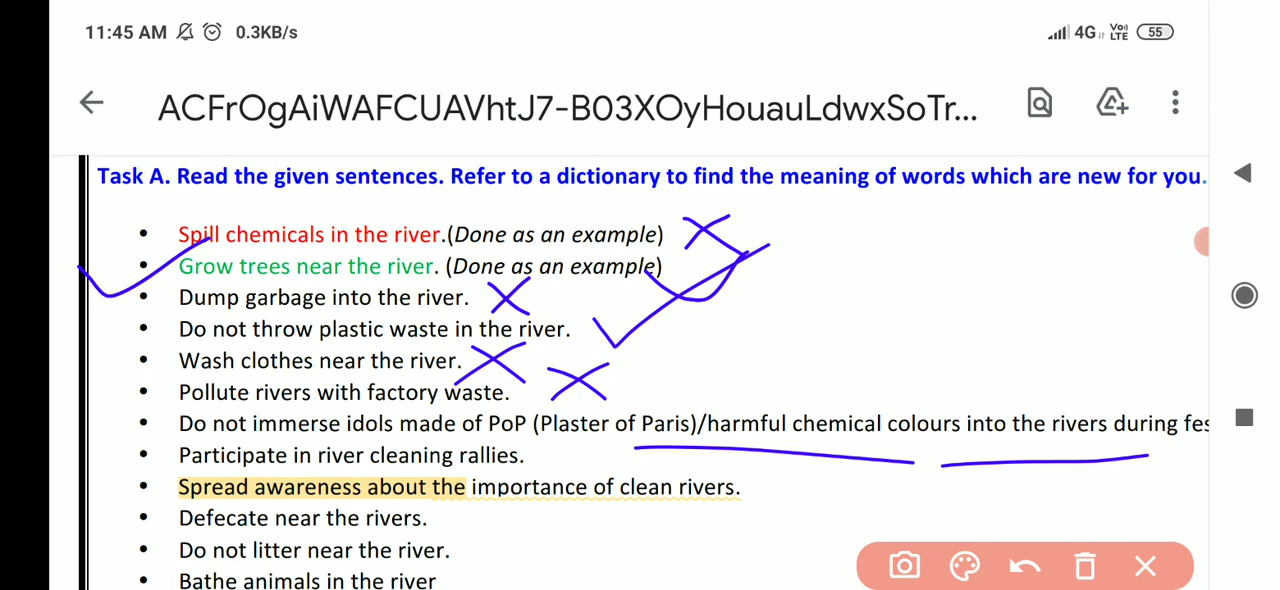 11:45 AM 0.3KB/s 4G Vo)) LTE 55
ACFrOgAiWAFCUAVhtJ7-B03XOyHouauLdwxSoTr...
Task A. Read the given sentences. Refer to a dictionary to find the meaning of words which are new for you.
• Spill chemicals in the river.(Done as an example)
• Grow trees near the river. (Done as an example)
• Dump garbage into the river.
• Do not throw plastic waste in the river.
• Wash clothes near the river.
• Pollute rivers with factory waste.
• Do not immerse idols made of PoP (Plaster of Paris)/harmful chemical colours into the rivers during fes
• Participate in river cleaning rallies.
• Spread awareness about the importance of clean rivers.
• Defecate near the rivers.
• Do not litter near the river.
• Bathe animals in the river